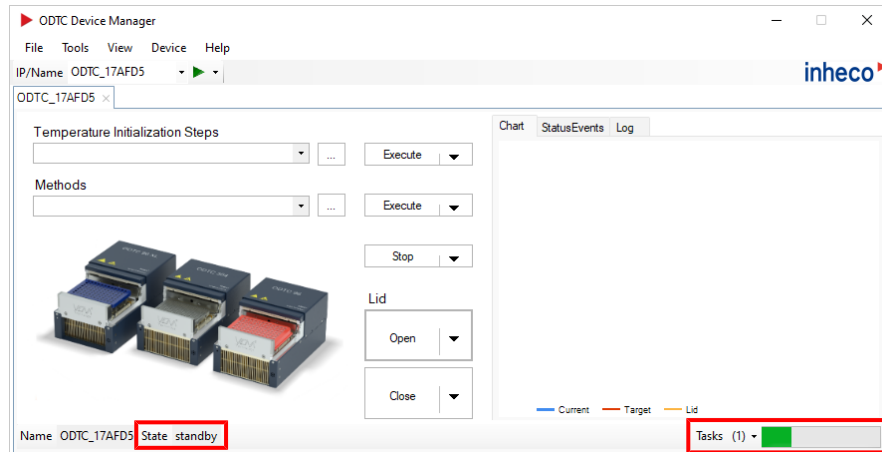 ODTC Device Manager
File Tools View Device Help
IP/Name ODTC_17AFD5
inheco
ODTC_17AFD5
Temperature Initialization Steps
... Execute
Methods
... Execute
Stop
Lid
Open
Close
Chart StatusEvents Log
Current Target Lid
Name ODTC_17AFD5 State standby Tasks (1)